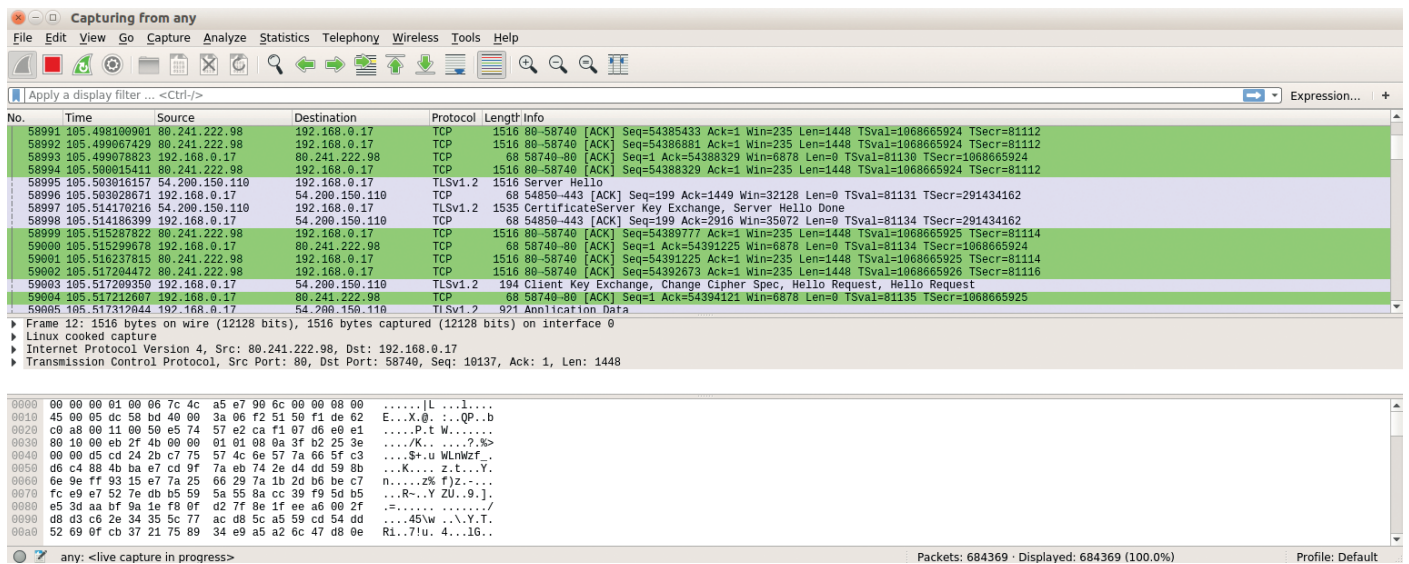 Capturing from any
File Edit View Go Capture Analyze Statistics Telephony Wireless Tools Help
Apply a display filter ... <Ctrl-/> Expression... +
No. Time Source Destination Protocol Length Info
58991 105.498100901 80.241.222.98 192.168.0.17 TCP 1516 80→58740 [ACK] Seq=54385433 Ack=1 Win=235 Len=1448 TSval=1068665924 TSecr=81112
58992 105.499067429 80.241.222.98 192.168.0.17 TCP 1516 80→58740 [ACK] Seq=54386881 Ack=1 Win=235 Len=1448 TSval=1068665924 TSecr=81112
58993 105.499078823 192.168.0.17 80.241.222.98 TCP 68 58740→80 [ACK] Seq=1 Ack=54388329 Win=6878 Len=0 TSval=81130 TSecr=1068665924
58994 105.500015411 80.241.222.98 192.168.0.17 TCP 1516 80→58740 [ACK] Seq=54388329 Ack=1 Win=235 Len=1448 TSval=1068665924 TSecr=81112
58995 105.503016157 54.200.150.110 192.168.0.17 TLSv1.2 1516 Server Hello
58996 105.503028671 192.168.0.17 54.200.150.110 TCP 68 54850→443 [ACK] Seq=199 Ack=1449 Win=32128 Len=0 TSval=81131 TSecr=291434162
58997 105.514170216 54.200.150.110 192.168.0.17 TLSv1.2 1535 CertificateServer Key Exchange, Server Hello Done
58998 105.514186399 192.168.0.17 54.200.150.110 TCP 68 54850→443 [ACK] Seq=199 Ack=2916 Win=35072 Len=0 TSval=81134 TSecr=291434162
58999 105.515287822 80.241.222.98 192.168.0.17 TCP 1516 80→58740 [ACK] Seq=54389777 Ack=1 Win=235 Len=1448 TSval=1068665925 TSecr=81114
59000 105.515299678 192.168.0.17 80.241.222.98 TCP 68 58740→80 [ACK] Seq=1 Ack=54391225 Win=6878 Len=0 TSval=81134 TSecr=1068665924
59001 105.516237815 80.241.222.98 192.168.0.17 TCP 1516 80→58740 [ACK] Seq=54391225 Ack=1 Win=235 Len=1448 TSval=1068665925 TSecr=81114
59002 105.517204472 80.241.222.98 192.168.0.17 TCP 1516 80→58740 [ACK] Seq=54392673 Ack=1 Win=235 Len=1448 TSval=1068665926 TSecr=81116
59003 105.517209350 192.168.0.17 54.200.150.110 TLSv1.2 194 Client Key Exchange, Change Cipher Spec, Hello Request, Hello Request
59004 105.517212607 192.168.0.17 80.241.222.98 TCP 68 58740→80 [ACK] Seq=1 Ack=54394121 Win=6878 Len=0 TSval=81135 TSecr=1068665925
59005 105.517312044 192.168.0.17 54.200.150.110 TLSv1.2 921 Application Data
Frame 12: 1516 bytes on wire (12128 bits), 1516 bytes captured (12128 bits) on interface 0
Linux cooked capture
Internet Protocol Version 4, Src: 80.241.222.98, Dst: 192.168.0.17
Transmission Control Protocol, Src Port: 80, Dst Port: 58740, Seq: 10137, Ack: 1, Len: 1448
0000 00 00 00 01 00 06 7c 4c a5 e7 90 6c 00 00 08 00 ......|L ...l....
0010 45 00 05 dc 58 bd 40 00 3a 06 f2 51 50 f1 de 62 E...X.@. :..QP..b
0020 c0 a8 00 11 00 50 e5 74 57 e2 ca f1 07 d6 e0 e1 .....P.t W.......
0030 80 10 00 eb 2f 4b 00 00 01 01 08 0a 3f b2 25 3e ..../K.. ....?.%>
0040 00 00 d5 cd 24 2b c7 75 57 4c 6e 57 7a 66 5f c3 ....$+.u WLnWzf_.
0050 d6 c4 88 4b ba e7 cd 9f 7a eb 74 2e d4 dd 59 8b ...K.... z.t...Y.
0060 6e 9e ff 93 15 e7 7a 25 66 29 7a 1b 2d b6 be c7 n.....z% f)z.-...
0070 fc e9 e7 52 7e db b5 59 5a 55 8a cc 39 f9 5d b5 ...R~..Y ZU..9.].
0080 e5 3d aa bf 9a 1e f8 0f d2 7f 8e 1f ee a6 00 2f .=...... ......./
0090 d8 d3 c6 2e 34 35 5c 77 ac d8 5c a5 59 cd 54 dd ....45\w ..\.Y.T.
00a0 52 69 0f cb 37 21 75 89 34 e9 a5 a2 6c 47 d8 0e Ri..7!u. 4...lG..
any: <live capture in progress> Packets: 684369 · Displayed: 684369 (100.0%) Profile: Default